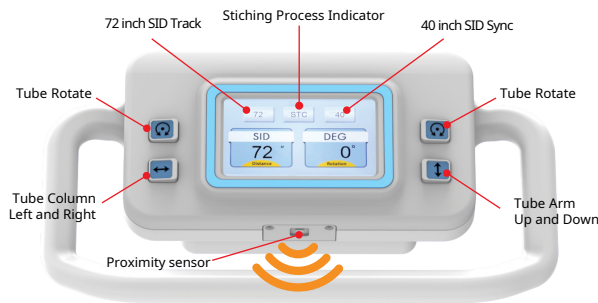 Stiching Process Indicator
72 inch SID Track
40 inch SID Sync
Tube Rotate
Tube Rotate
72 STC 40
SID DEG
72 " 0°
Distance Rotation
Tube Column
Left and Right
Tube Arm
Up and Down
Proximity sensor